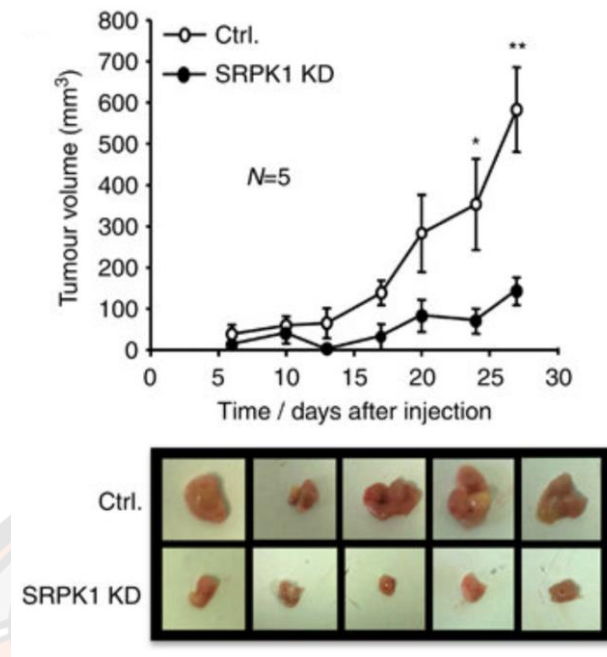 800
Ctrl.
**
700
SRPK1 KD
600
500
*
400
N=5
300
200
100
0
Tumour volume (mm³)
0 5 10 15 20 25 30
Time / days after injection
Ctrl.
SRPK1 KD